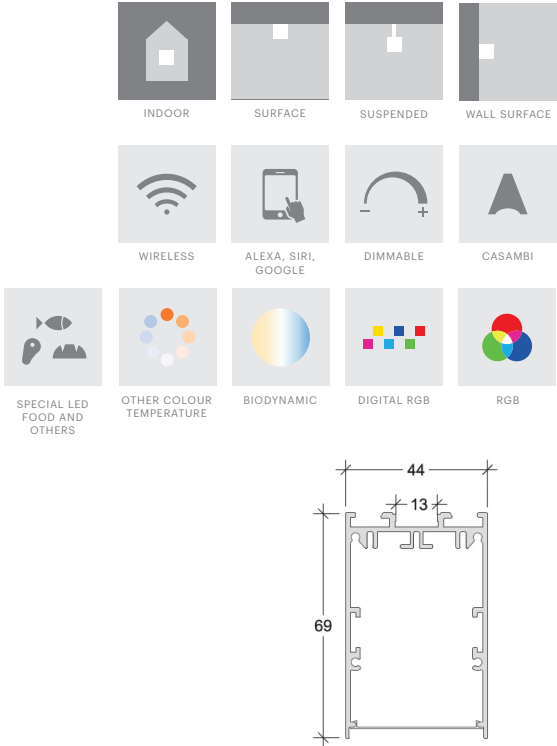 INDOOR
SURFACE
SUSPENDED
WALL SURFACE
WIRELESS
ALEXA, SIRI,
GOOGLE
DIMMABLE
CASAMBI
SPECIAL LED
FOOD AND
OTHERS
OTHER COLOUR
TEMPERATURE
BIODYNAMIC
DIGITAL RGB
RGB
44
13
69